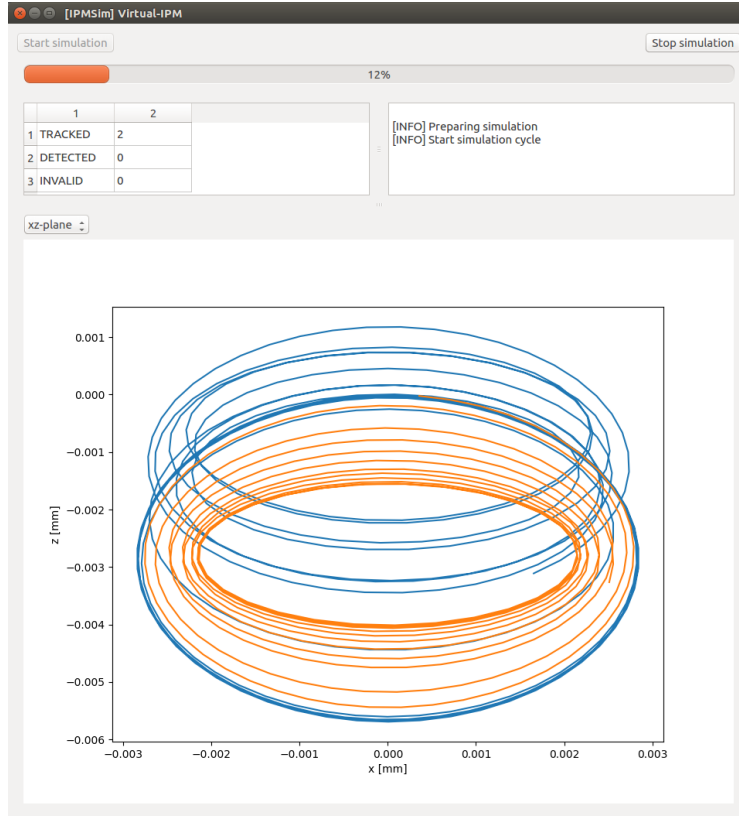 [IPMSim] Virtual-IPM
Start simulation
Stop simulation
12%
1 2
1 TRACKED 2
2 DETECTED 0
3 INVALID 0
[INFO] Preparing simulation
[INFO] Start simulation cycle
xz-plane
0.001
0.000
−0.001
−0.002
−0.003
−0.004
−0.005
−0.006
z [mm]
−0.003 −0.002 −0.001 0.000 0.001 0.002 0.003
x [mm]